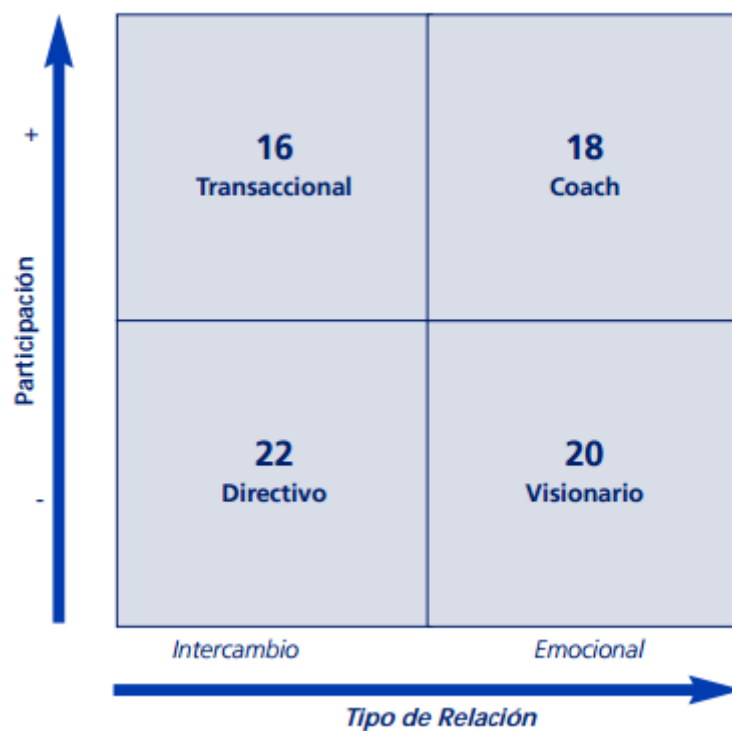 +
Participación
-
16
Transaccional
18
Coach
22
Directivo
20
Visionario
Intercambio
Emocional
Tipo de Relación